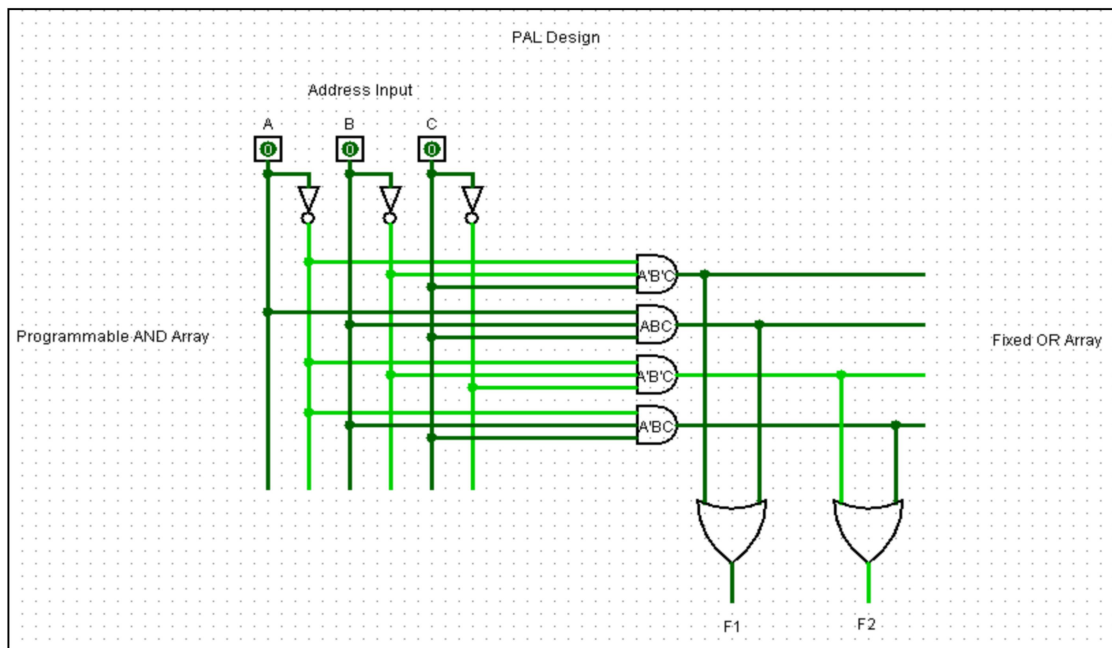 PAL Design
Address Input
A B C
0 0 0
A'B'C
ABC
Programmable AND Array
Fixed OR Array
A'B'C
A'BC
F1 F2